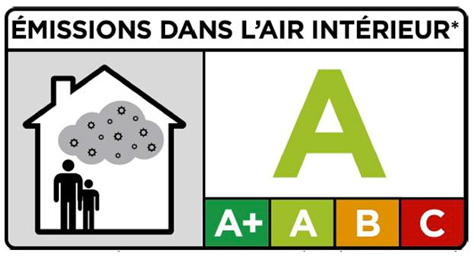 ÉMISSIONS DANS L'AIR INTÉRIEUR*
A
A+ A B C